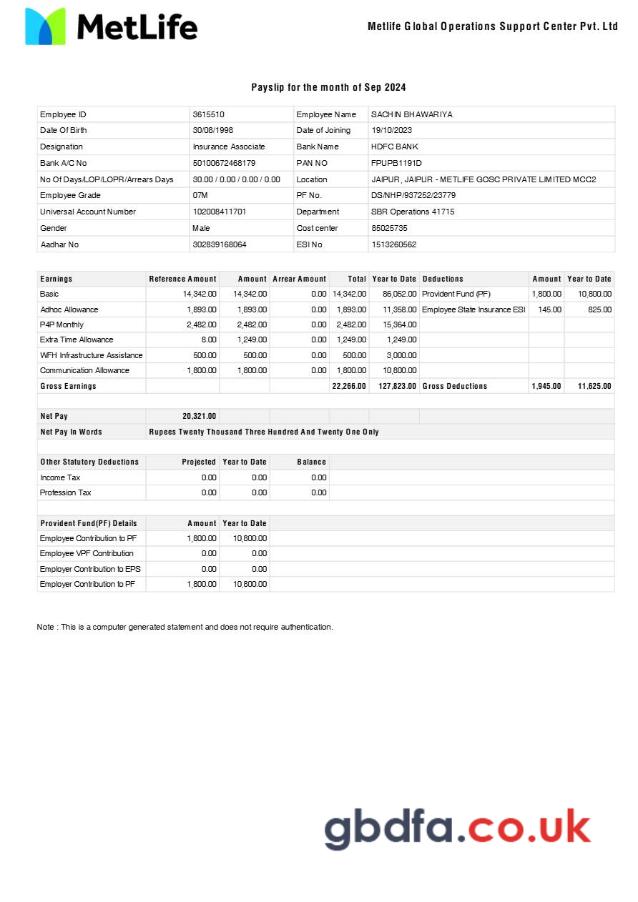 MetLife
Metlife Global Operations Support Center Pvt. Ltd
Payslip for the month of Sep 2024
Employee ID 3615510 Employee Name SACHIN BHAWARIYA
Date Of Birth 30/08/1998 Date of Joining 19/10/2023
Designation Insurance Associate Bank Name HDFC BANK
Bank A/C No 50100672468179 PAN NO FPUPB1191D
No Of Days/LOP/LOPR/Arrears Days 30.00 / 0.00 / 0.00 / 0.00 Location JAIPUR, JAIPUR - METLIFE GOSC PRIVATE LIMITED MCC2
Employee Grade 07M PF No. DS/NHP/937252/23779
Universal Account Number 102008411701 Department SBR Operations 41715
Gender Male Cost center 85025735
Aadhar No 302839168064 ESI No 1513260562
Earnings Reference Amount Amount Arrear Amount Total Year to Date Deductions Amount Year to Date
Basic 14,342.00 14,342.00 0.00 14,342.00 86,052.00 Provident Fund (PF) 1,800.00 10,800.00
Adhoc Allowance 1,893.00 1,893.00 0.00 1,893.00 11,358.00 Employee State Insurance ESI 145.00 825.00
P4P Monthly 2,482.00 2,482.00 0.00 2,482.00 15,364.00
Extra Time Allowance 8.00 1,249.00 0.00 1,249.00 1,249.00
WFH Infrastructure Assistance 500.00 500.00 0.00 500.00 3,000.00
Communication Allowance 1,800.00 1,800.00 0.00 1,800.00 10,800.00
Gross Earnings 22,266.00 127,823.00 Gross Deductions 1,945.00 11,625.00
Net Pay 20,321.00
Net Pay In Words Rupees Twenty Thousand Three Hundred And Twenty One Only
Other Statutory Deductions Projected Year to Date Balance
Income Tax 0.00 0.00 0.00
Profession Tax 0.00 0.00 0.00
Provident Fund(PF) Details Amount Year to Date
Employee Contribution to PF 1,800.00 10,800.00
Employee VPF Contribution 0.00 0.00
Employer Contribution to EPS 0.00 0.00
Employer Contribution to PF 1,800.00 10,800.00
Note : This is a computer generated statement and does not require authentication.
gbdfa.co.uk